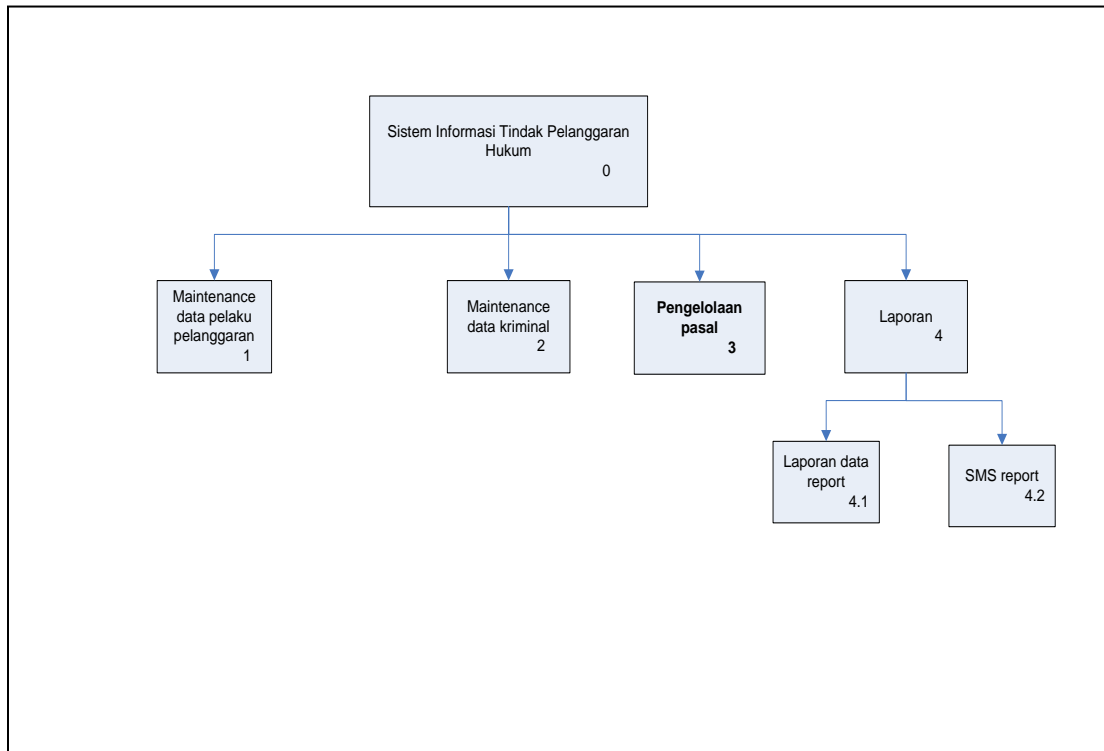 Sistem Informasi Tindak Pelanggaran
Hukum
0
Maintenance
data pelaku
pelanggaran
1
Maintenance
data kriminal
2
Pengelolaan
pasal
3
Laporan
4
Laporan data
report
4.1
SMS report
4.2